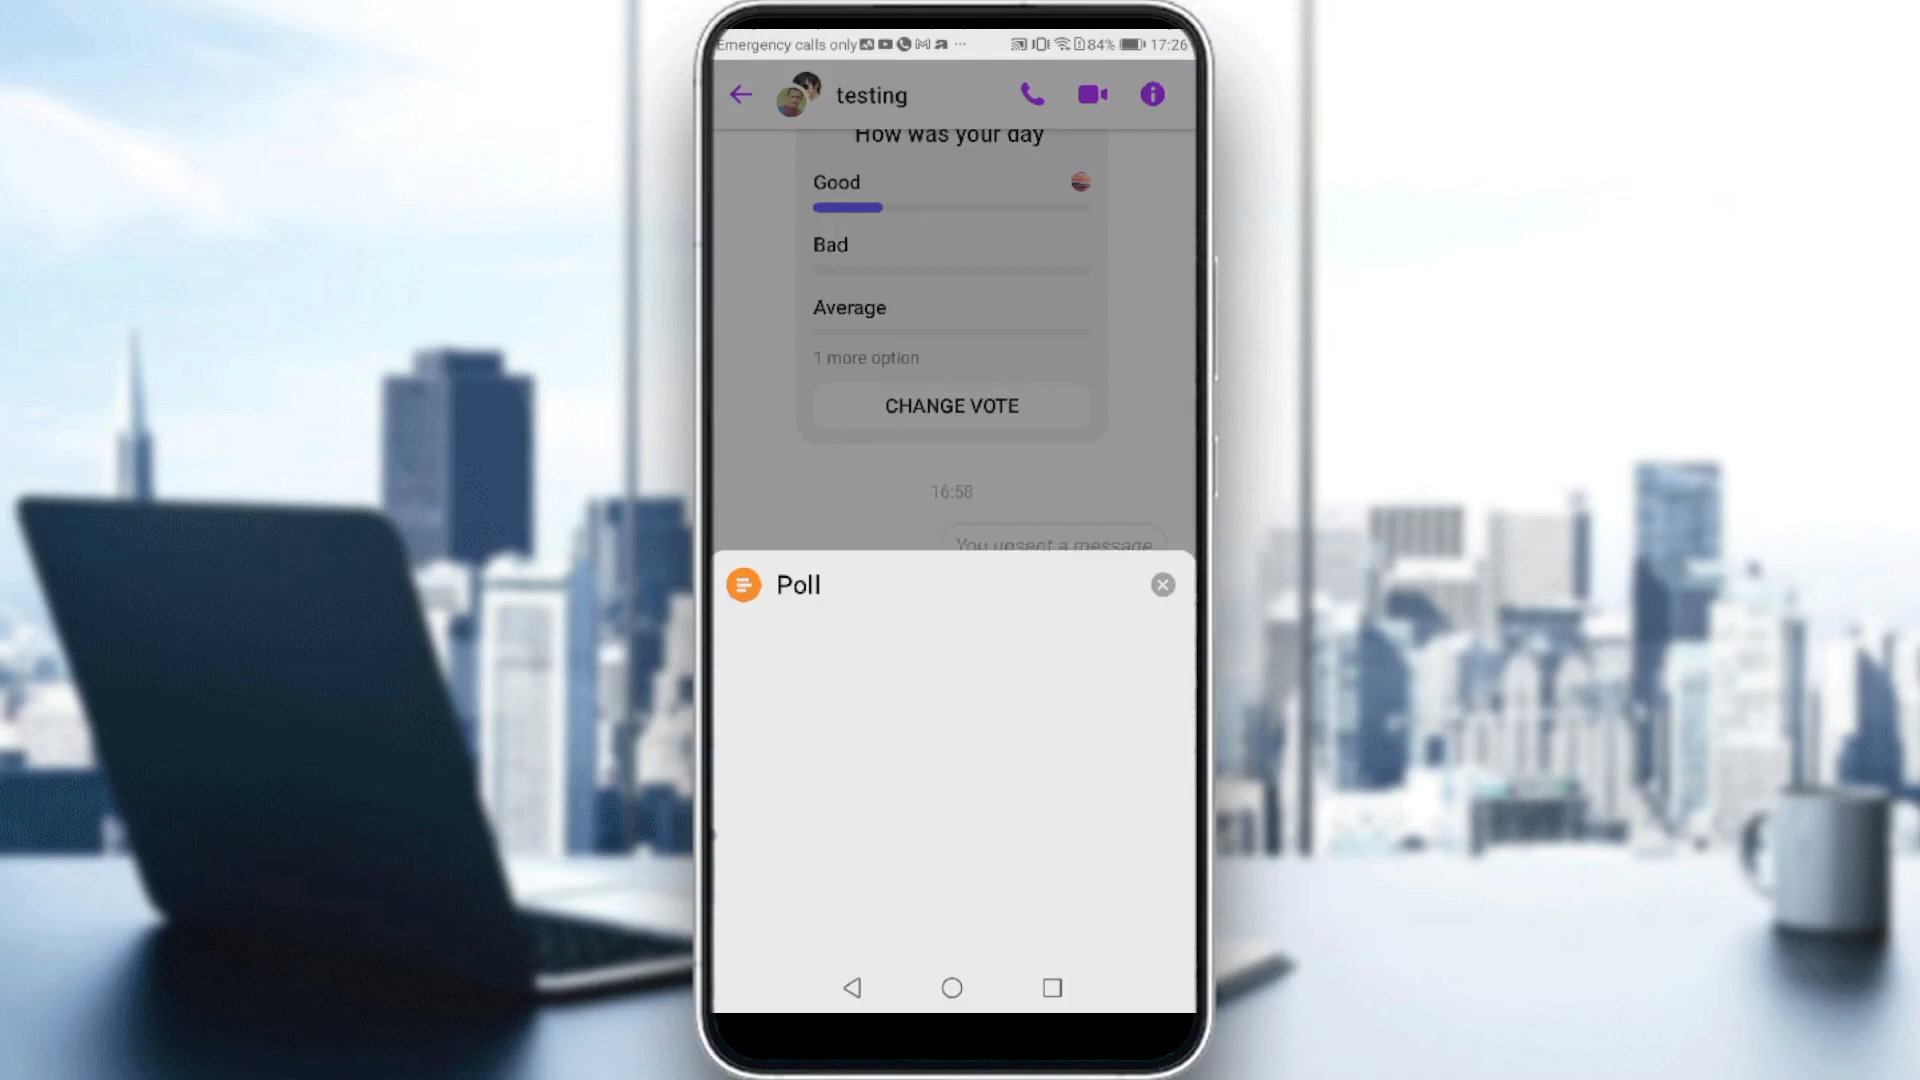 Emergency calls only ··· 84% 17:26
testing
How was your day
Good
Bad
Average
1 more option
CHANGE VOTE
16:58
You unsent a message
Poll